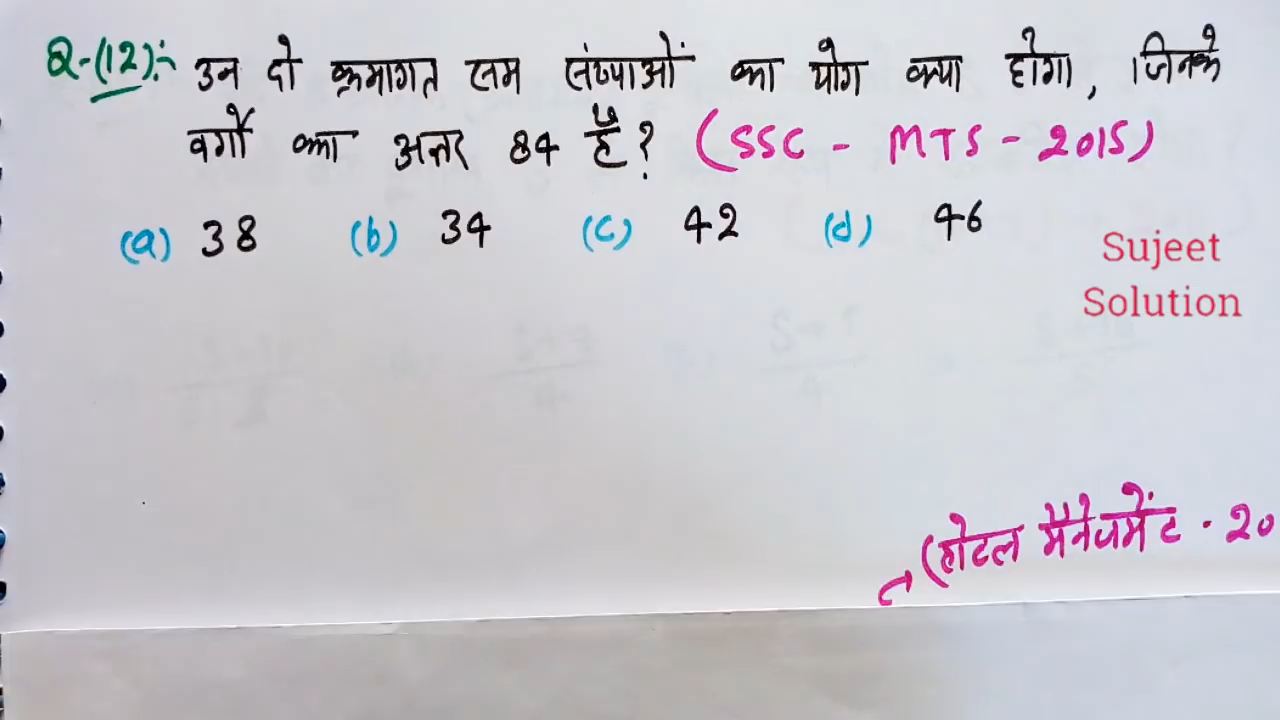 Q-(12):- उन दो क्रमागत सम संख्याओं का योग क्या होगा, जिनके
वर्गों का अन्तर 84 है? (SSC - MTS - 2015)
(a) 38 (b) 34 (c) 42 (d) 46
Sujeet
Solution
(होटल मैनेजमेंट - 20